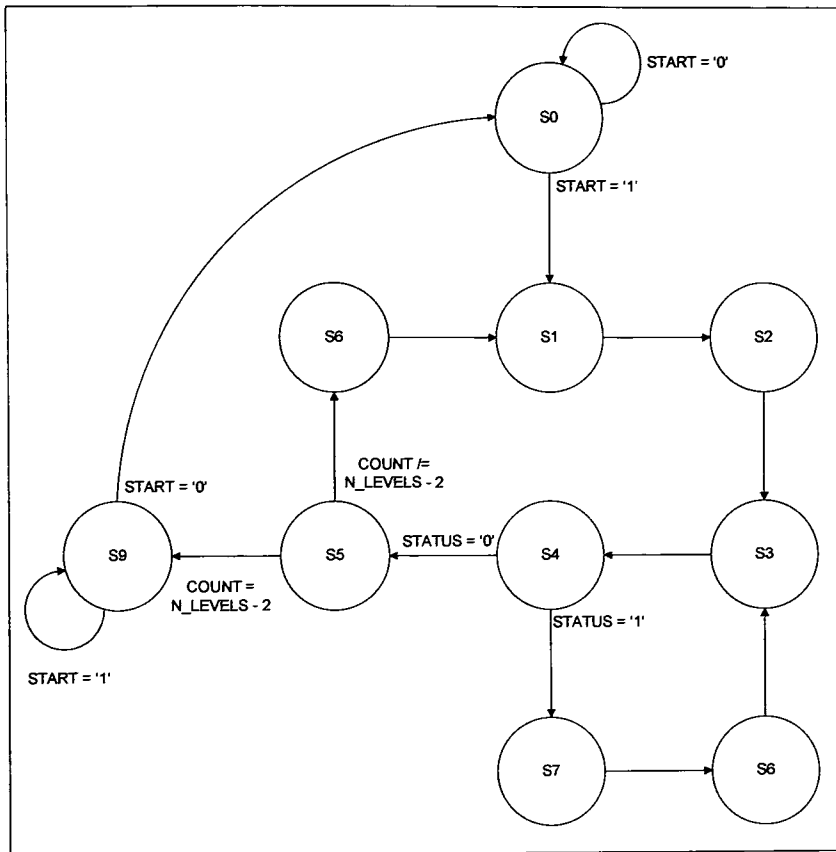 START = '0'
S0
START = '1'
S6
S1
S2
COUNT /=
N_LEVELS - 2
START = '0'
STATUS = '0'
S9
S5
S4
S3
COUNT =
N_LEVELS - 2
STATUS = '1'
START = '1'
S7
S6